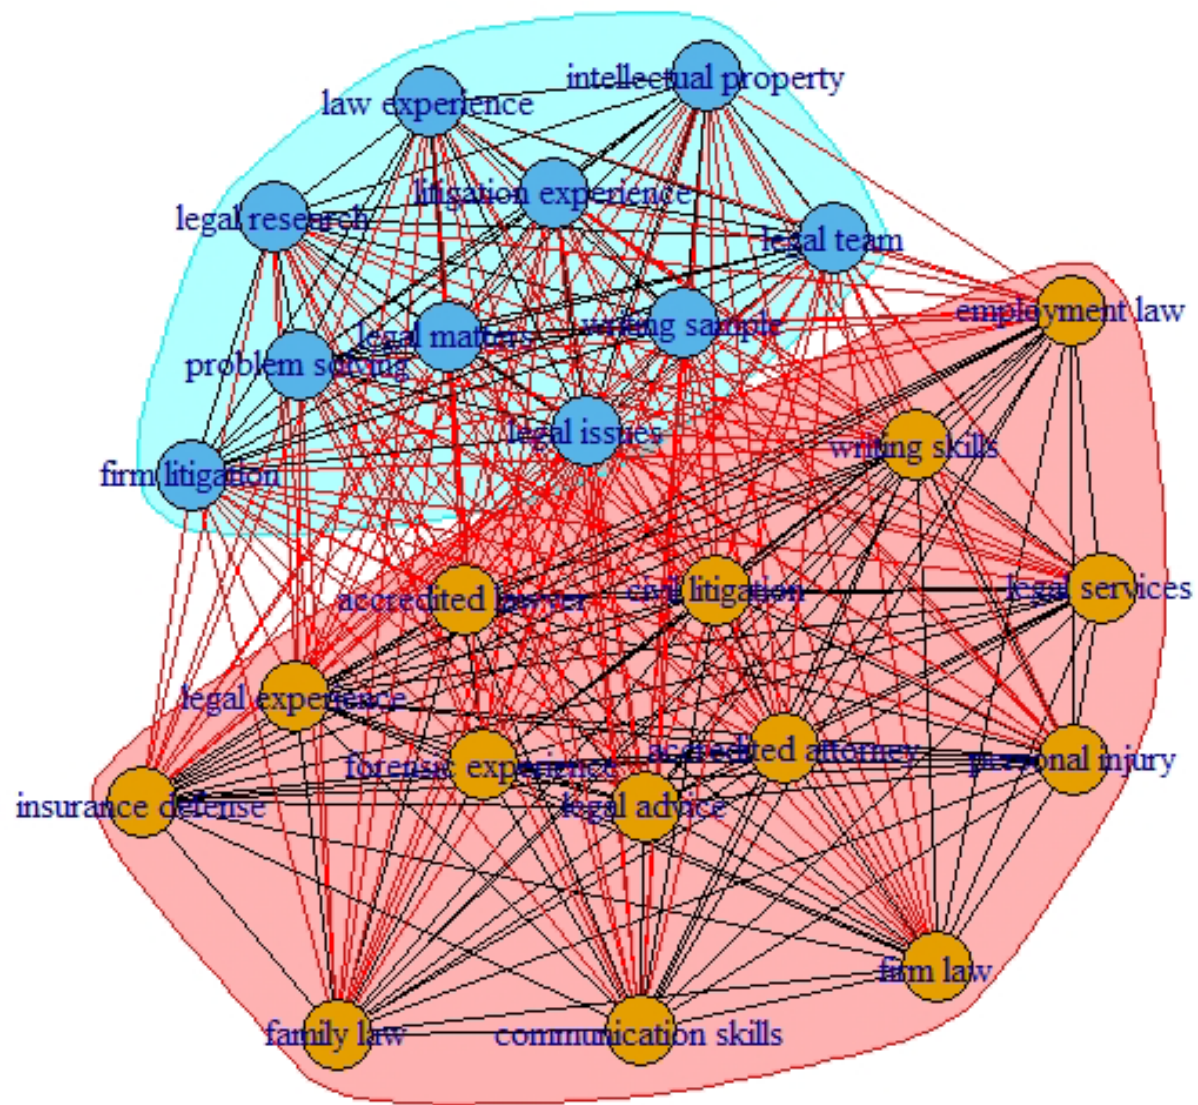 intellectual property
law experience
litigation experience
legal research
legal team
employment law
writing sample
legal matters
problem solving
legal issues
writing skills
firm litigation
legal services
civil litigation
accredited lawyer
legal experience
accredited attorney
personal injury
forensic experience
insurance defense
legal advice
firm law
family law
communication skills